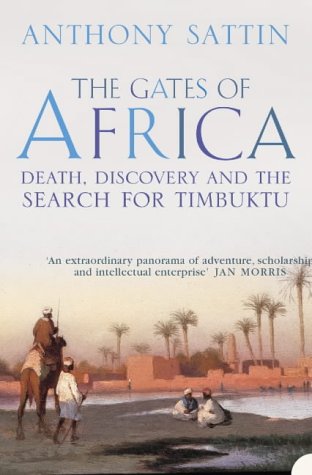 ANTHONY SATTIN
THE GATES OF
AFRICA
DEATH, DISCOVERY AND THE
SEARCH FOR TIMBUKTU
'An extraordinary panorama of adventure, scholarship
and intellectual enterprise' JAN MORRIS